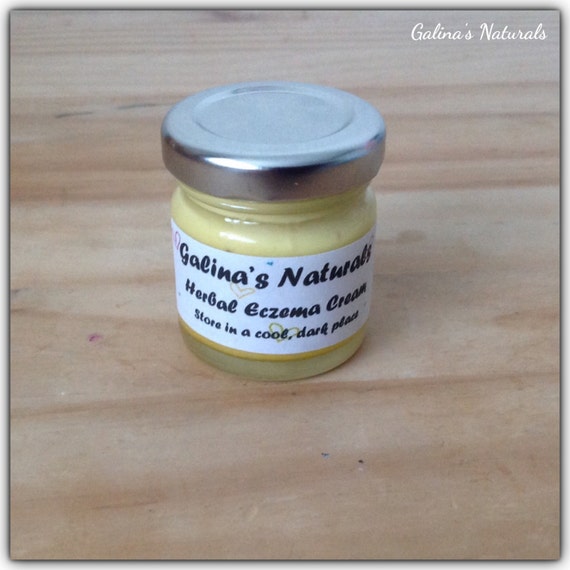 Galina's Naturals
Galina's Naturals
Herbal Eczema Cream
Store in a cool, dark place